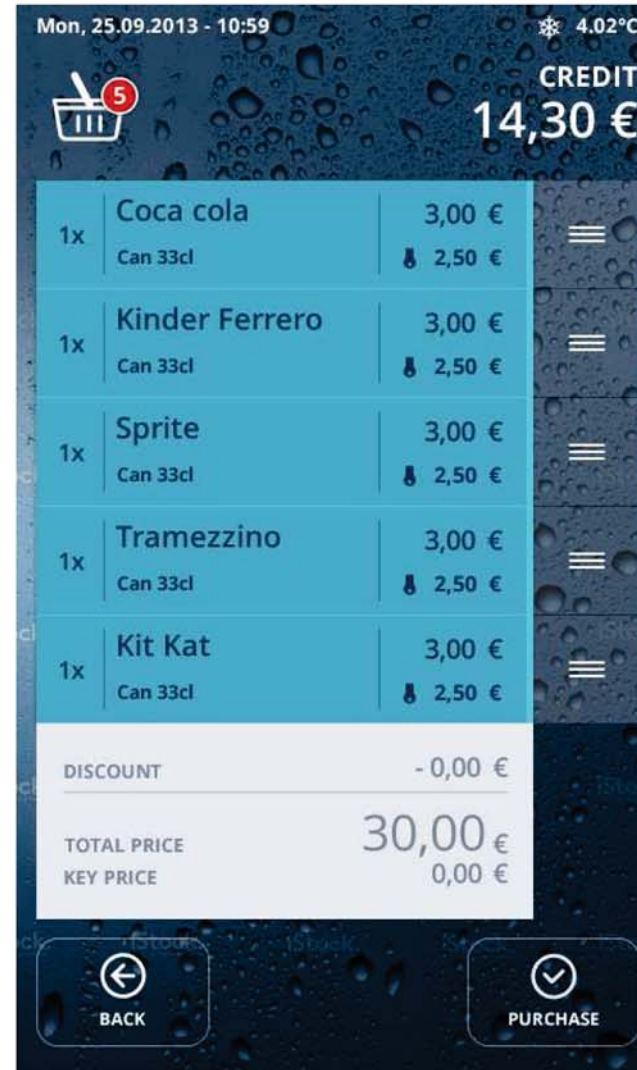 Mon, 25.09.2013 - 10:59 4.02°C
5
CREDIT
14,30 €
1x Coca cola 3,00 €
Can 33cl 2,50 €
1x Kinder Ferrero 3,00 €
Can 33cl 2,50 €
1x Sprite 3,00 €
Can 33cl 2,50 €
1x Tramezzino 3,00 €
Can 33cl 2,50 €
1x Kit Kat 3,00 €
Can 33cl 2,50 €
DISCOUNT - 0,00 €
TOTAL PRICE 30,00 €
KEY PRICE 0,00 €
iStock iStock
BACK PURCHASE